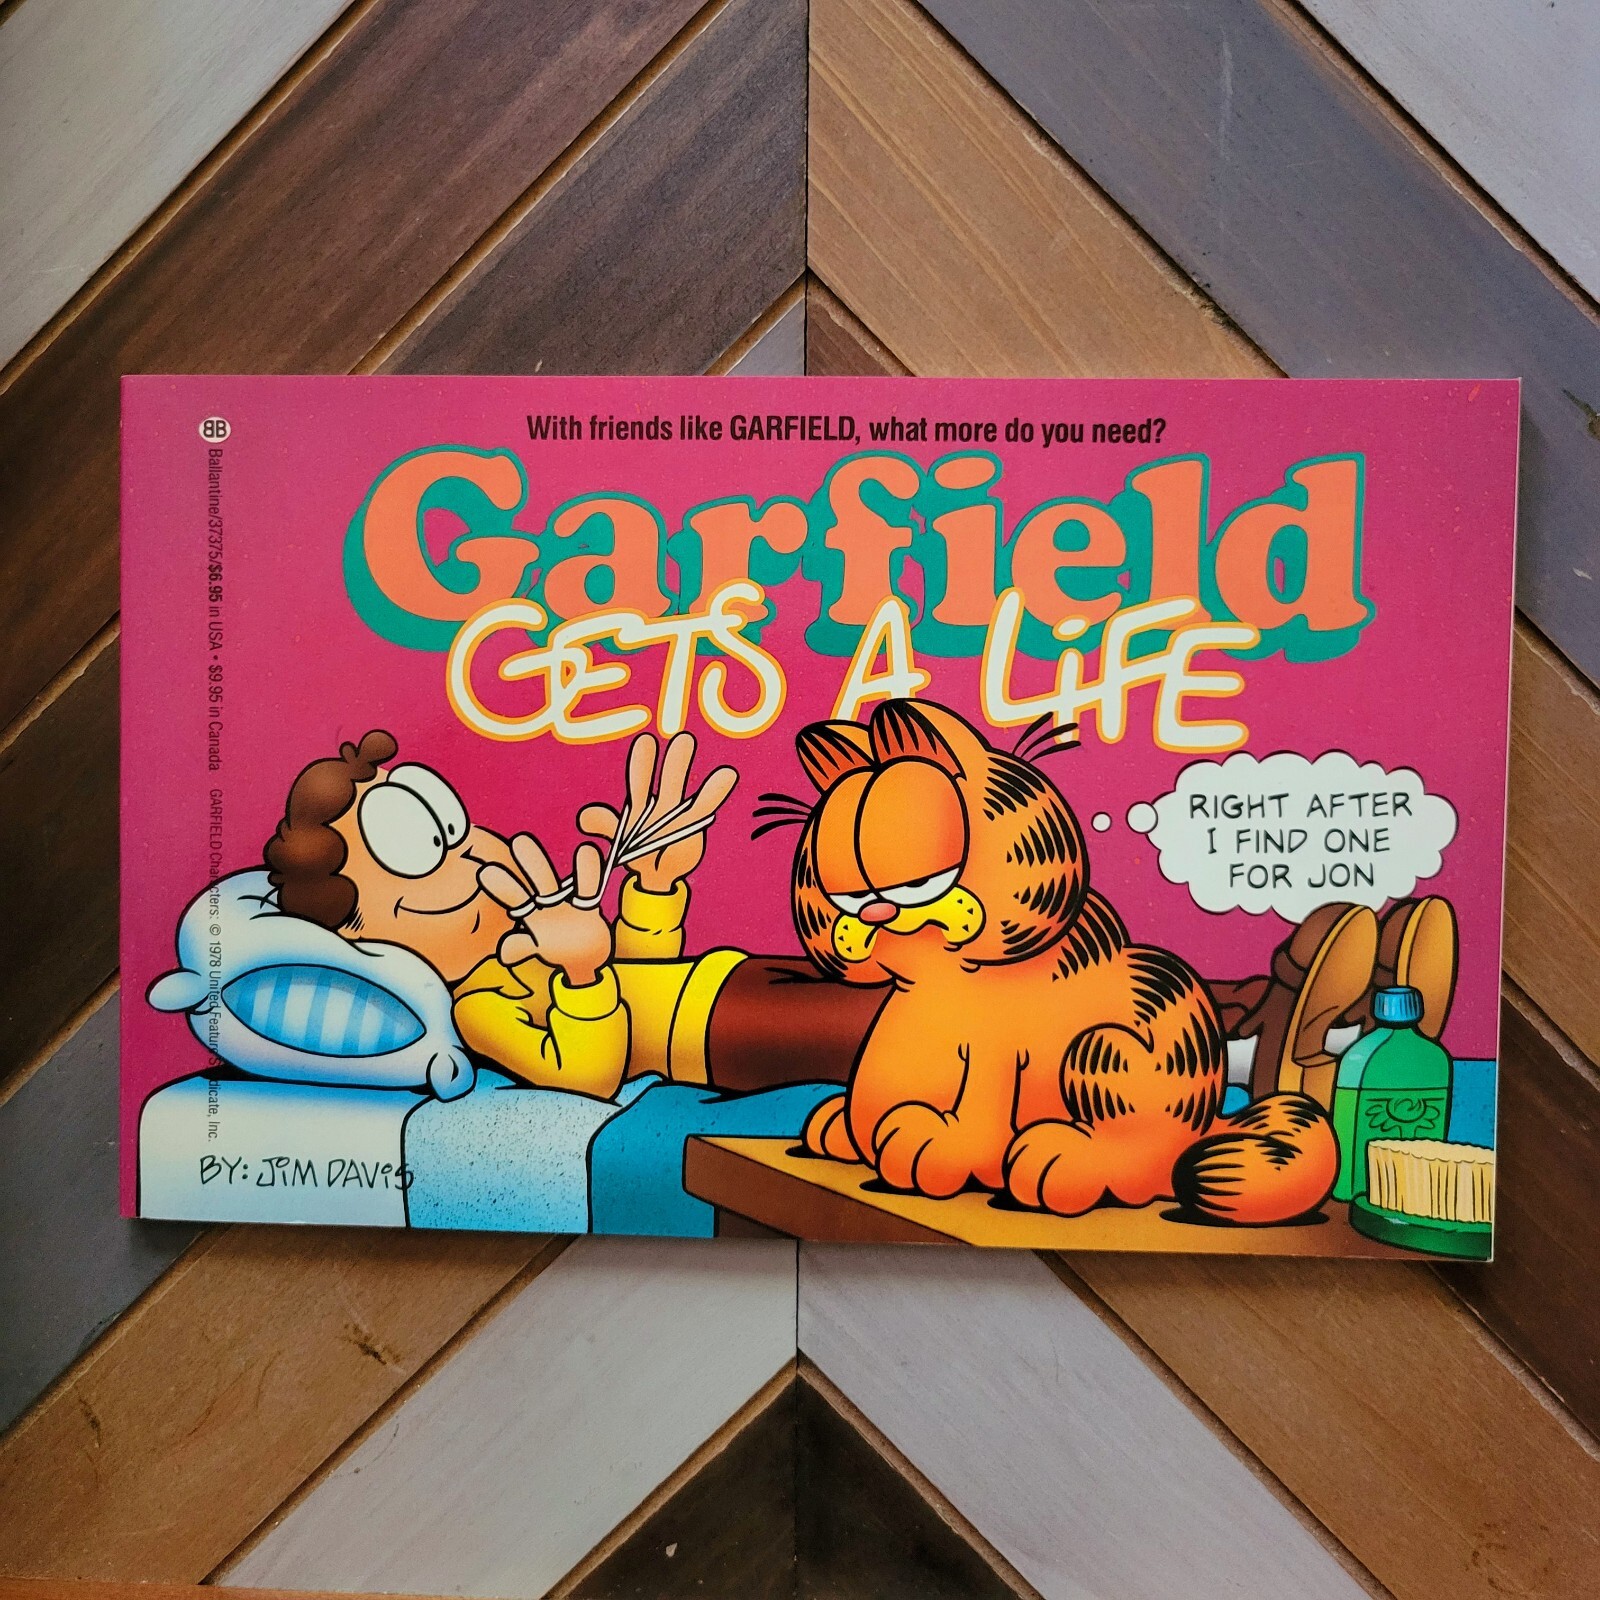 With friends like GARFIELD, what more do you need?
Garfield
GETS A LIFE
BB
Ballantine/37375/$6.95 in USA • $9.95 in Canada GARFIELD Characters: © 1978 United Feature Syndicate, Inc.
RIGHT AFTER
I FIND ONE
FOR JON
BY: JIM DAVIS